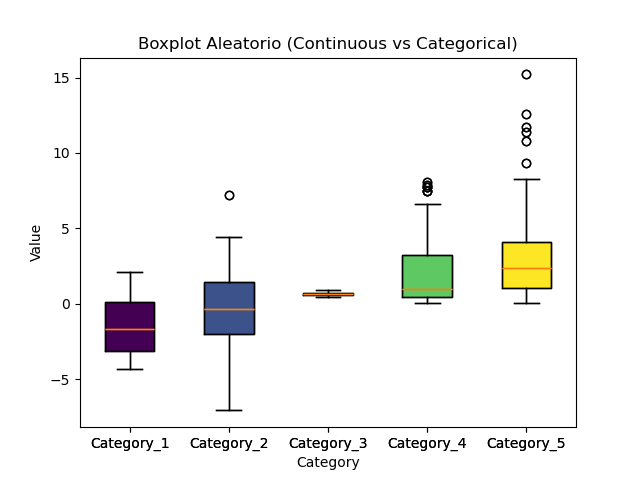 Boxplot Aleatorio (Continuous vs Categorical)
15
10
5
0
−5
Value
Category_1 Category_2 Category_3 Category_4 Category_5
Category